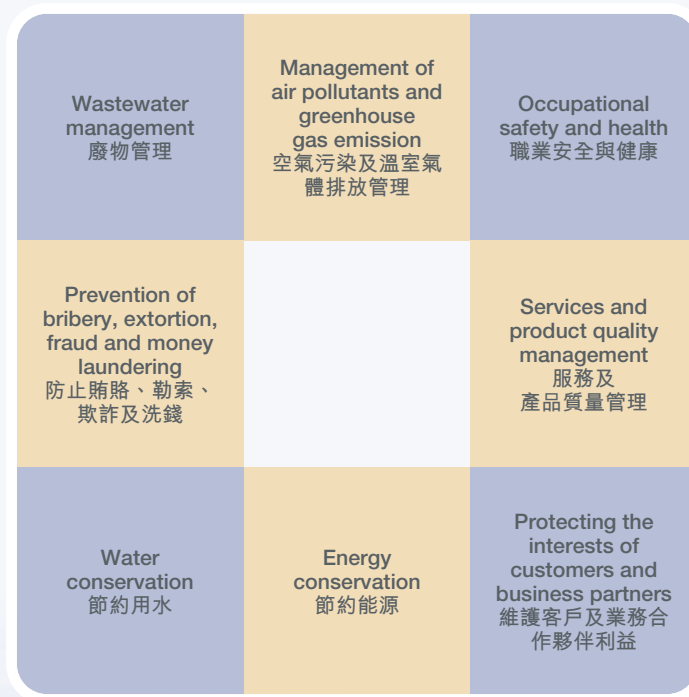 Wastewater
management
廢物管理
Management of
air pollutants and
greenhouse
gas emission
空氣污染及溫室氣
體排放管理
Occupational
safety and health
職業安全與健康
Prevention of
bribery, extortion,
fraud and money
laundering
防止賄賂、勒索、
欺詐及洗錢
Services and
product quality
management
服務及
產品質量管理
Water
conservation
節約用水
Energy
conservation
節約能源
Protecting the
interests of
customers and
business partners
維護客戶及業務合
作夥伴利益